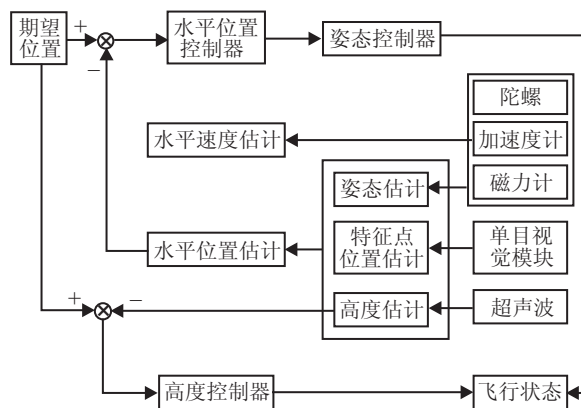 期望
位置
+
−
水平位置
控制器
姿态控制器
陀螺
加速度计
磁力计
水平速度估计
姿态估计
特征点
位置估计
单目视
觉模块
水平位置估计
+
−
高度估计
超声波
高度控制器
飞行状态